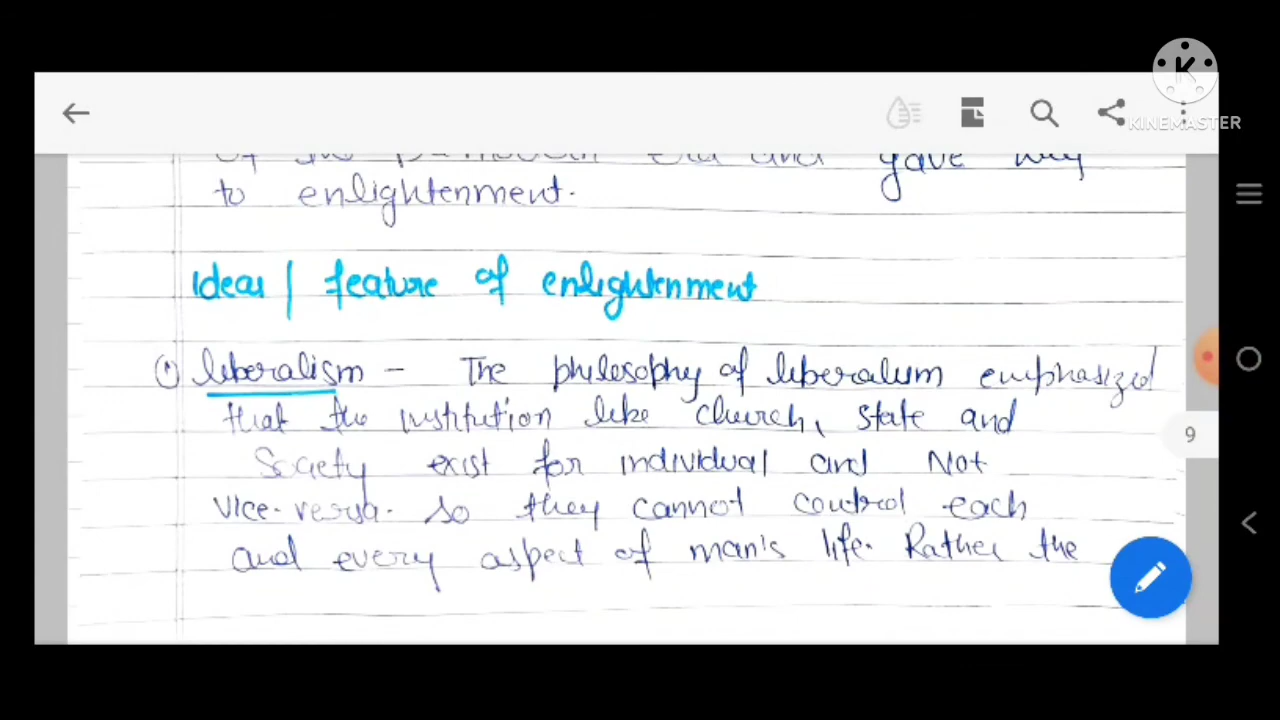 KINEMASTER
gave way
to enlightenment.
Ideas | feature of enlightenment
① liberalism – The philosophy of liberalism emphasized
that the institution like church, state and
Society exist for individual and Not
vice-versa. so they cannot control each
and every aspect of man's life. Rather the
9